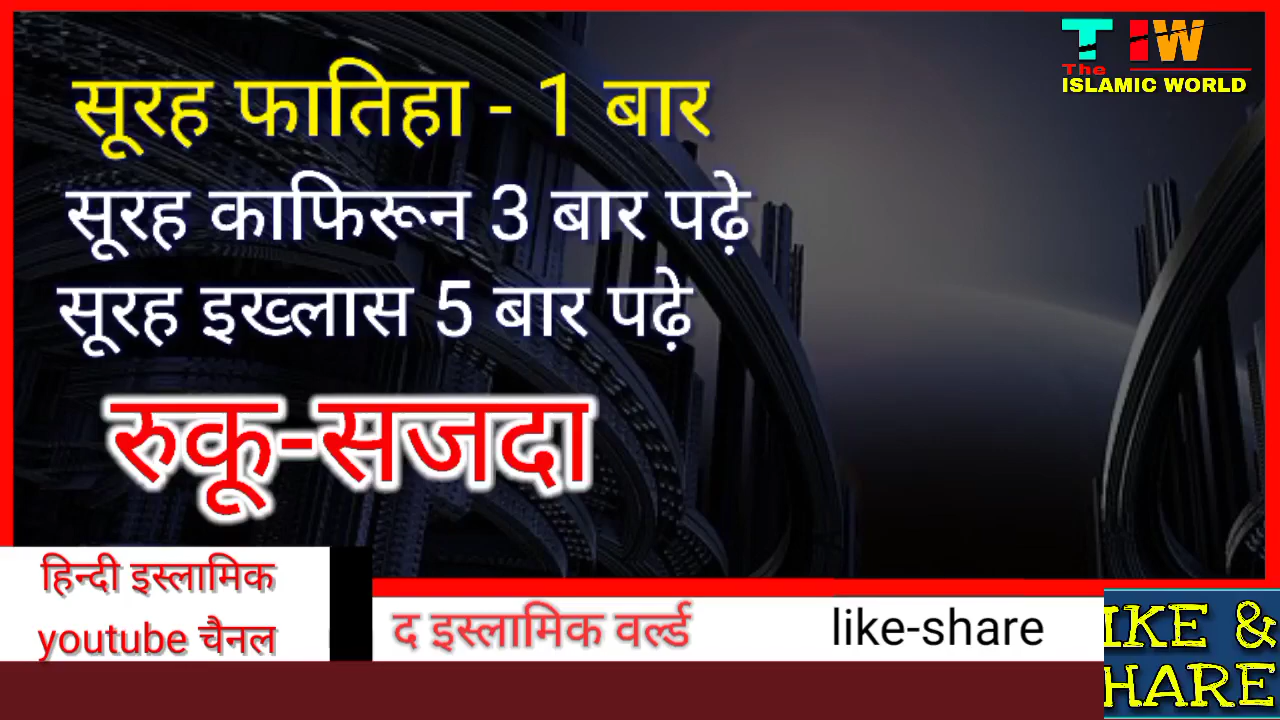 TIW
The
ISLAMIC WORLD
सूरह फातिहा - 1 बार
सूरह काफिरून 3 बार पढ़े
सूरह इख्लास 5 बार पढ़े
रुकू-सजदा
हिन्दी इस्लामिक
youtube चैनल
द इस्लामिक वर्ल्ड
like-share
IKE &
HARE